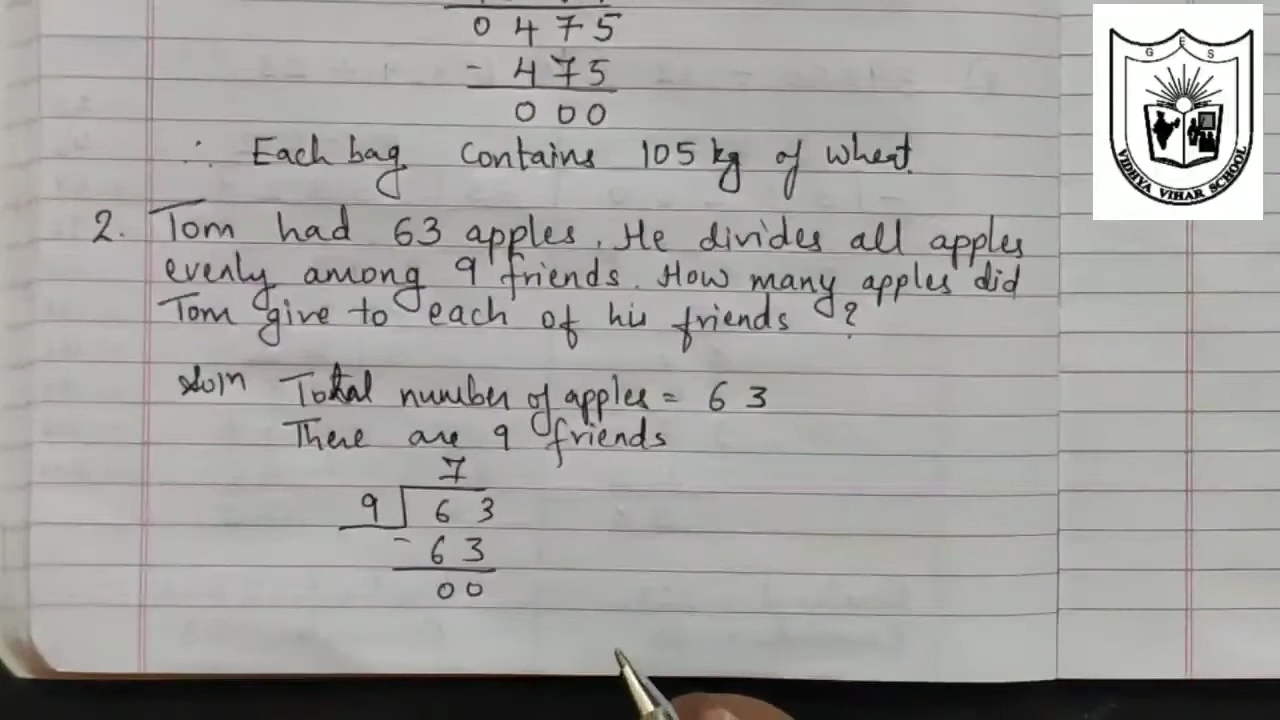 0 4 7 5
- 4 7 5
0 0 0
∴ Each bag contains 105 kg of wheat.
2. Tom had 63 apples. He divides all apples
evenly among 9 friends. How many apples did
Tom give to each of his friends ?
Soln Total number of apples = 6 3
There are 9 friends
7
9 6 3
- 6 3
0 0
G E S
VIDHYA VIHAR SCHOOL